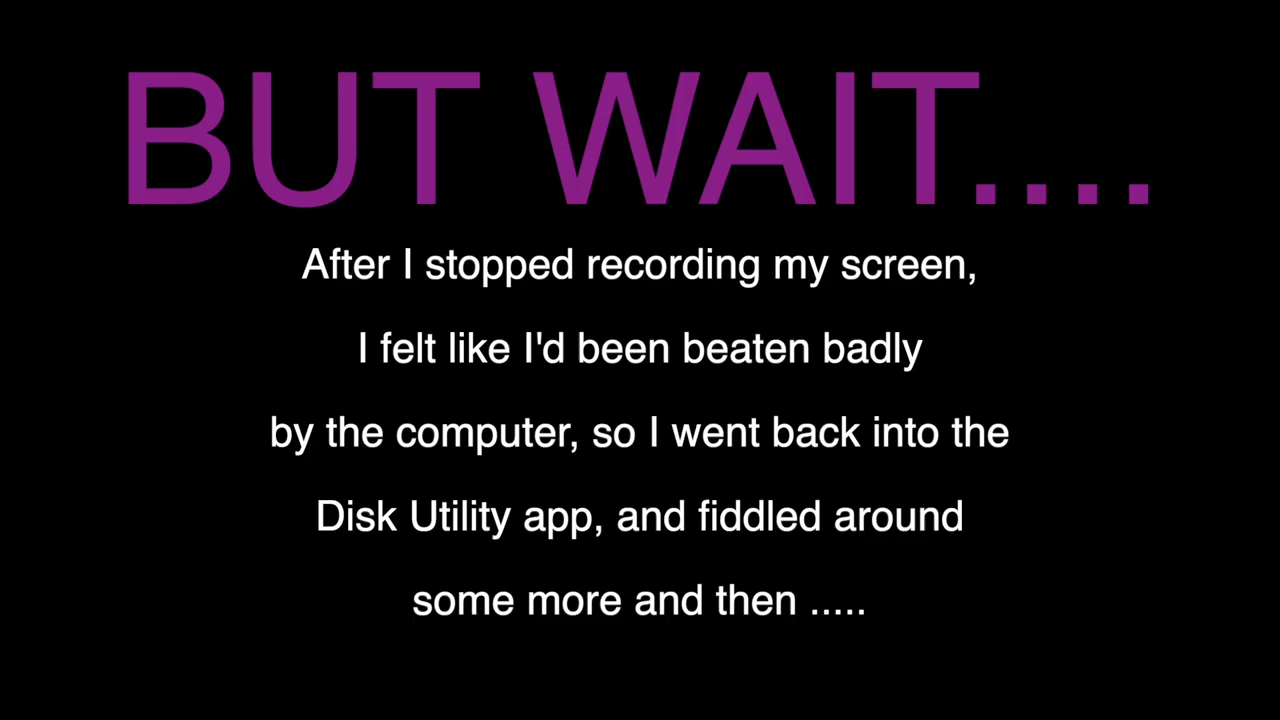 BUT WAIT....
After I stopped recording my screen,
I felt like I'd been beaten badly
by the computer, so I went back into the
Disk Utility app, and fiddled around
some more and then .....